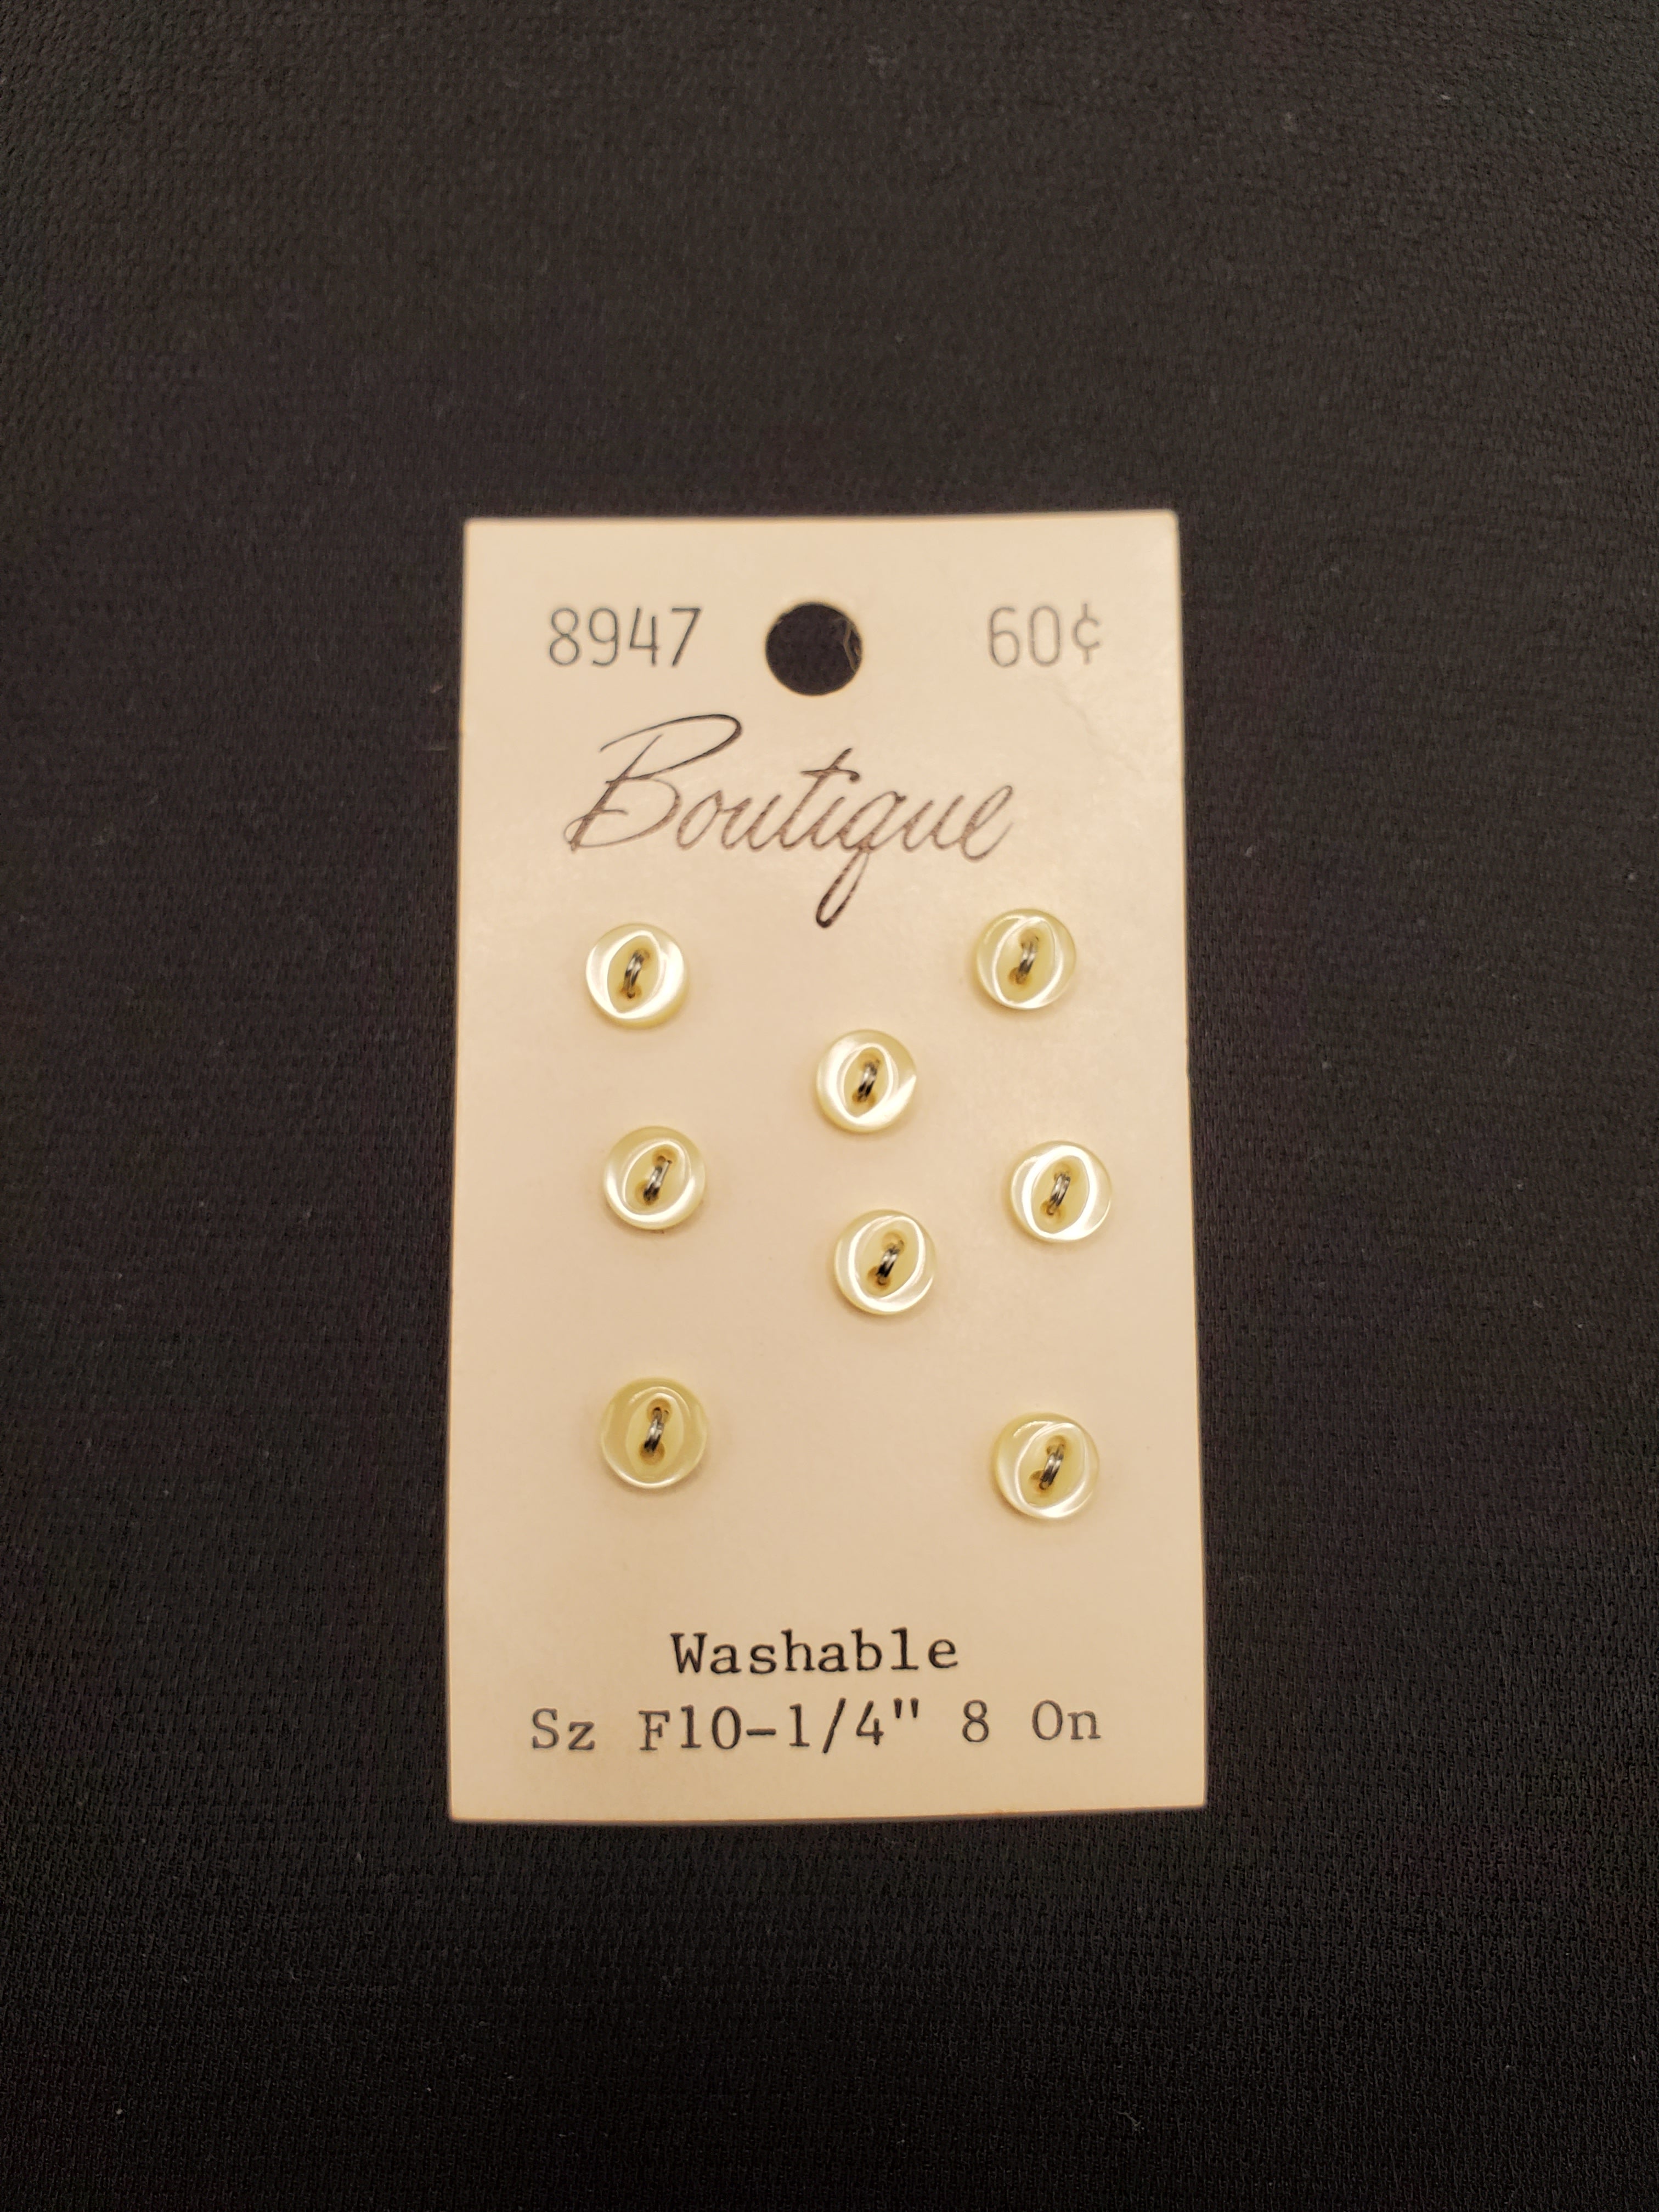 8947 60¢
Boutique
Washable
Sz F10-1/4" 8 On